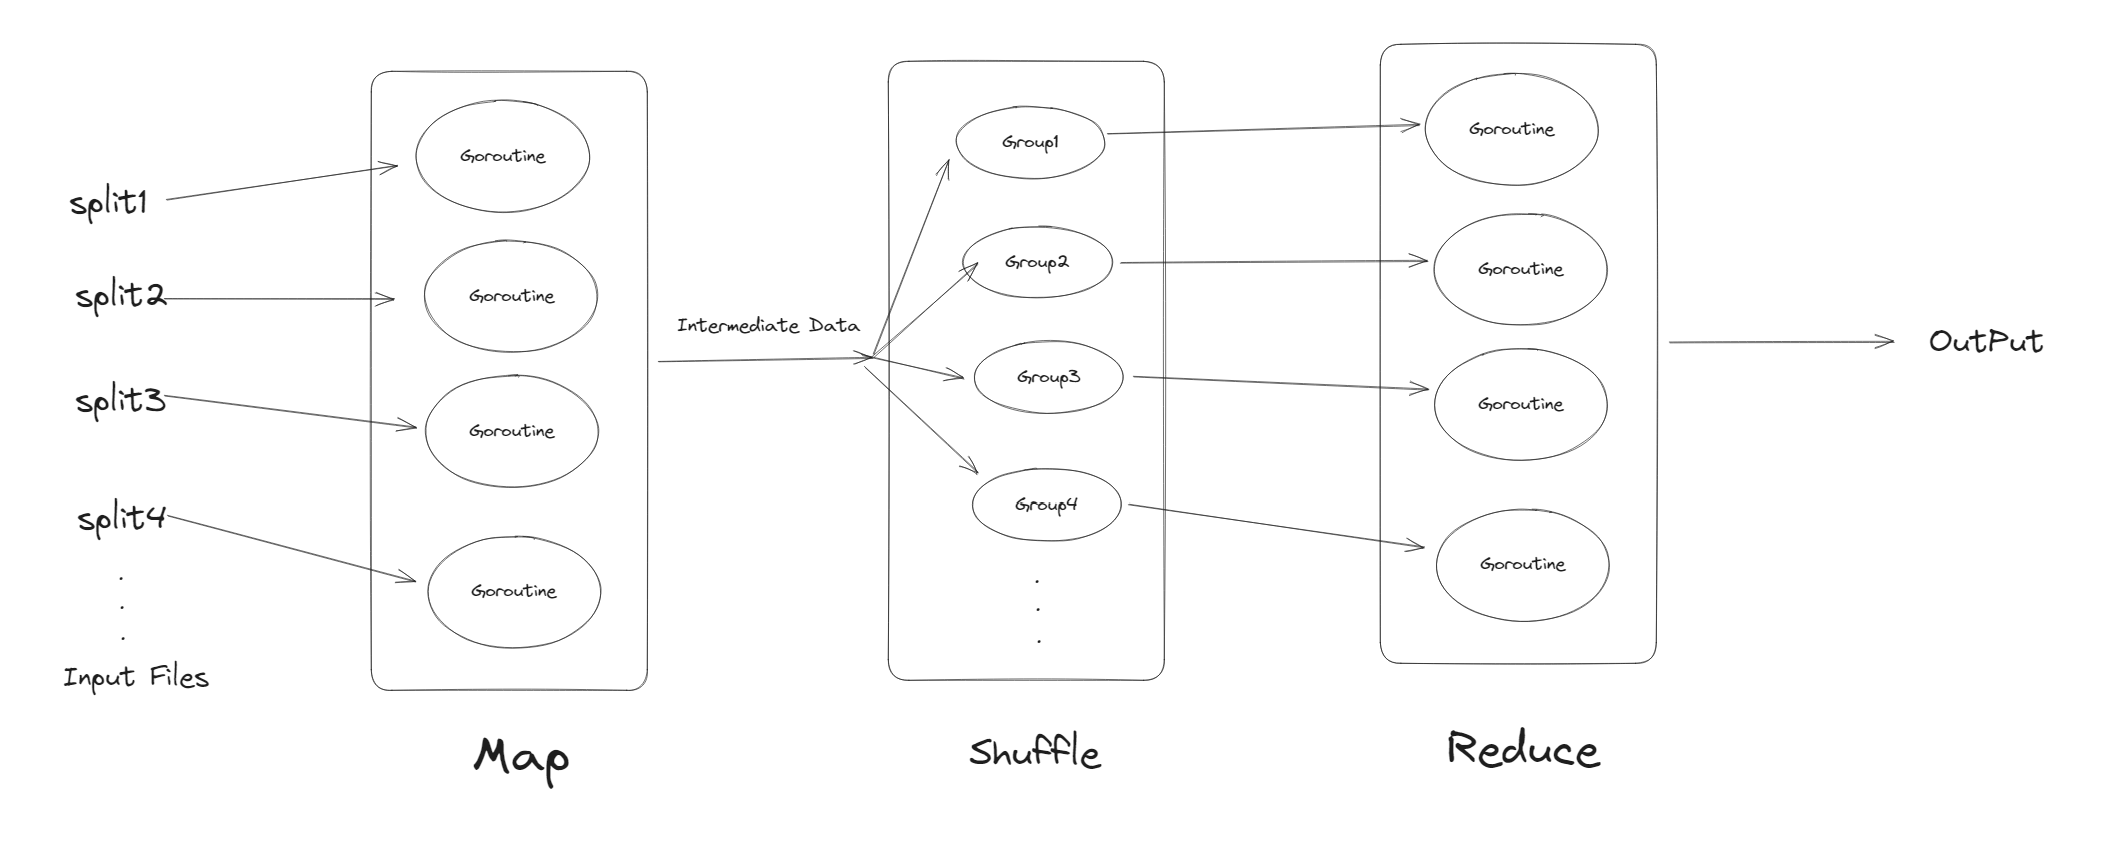 split1
split2
split3
split4
.
.
.
Input Files
Goroutine
Goroutine
Goroutine
Goroutine
Map
Intermediate Data
Group1
Group2
Group3
Group4
.
.
.
Shuffle
Goroutine
Goroutine
Goroutine
Goroutine
Reduce
OutPut